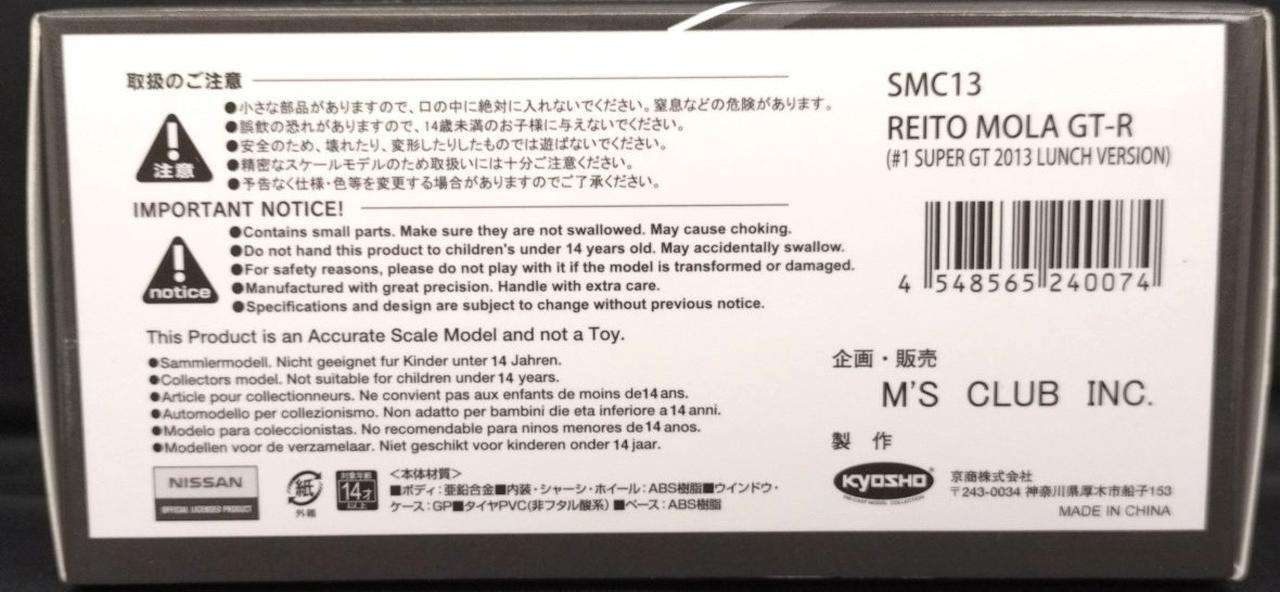 取扱のご注意
注意
●小さな部品がありますので、口の中に絶対に入れないでください。窒息などの危険があります。
●誤飲の恐れがありますので、14歳未満のお子様に与えないでください。
●安全のため、壊れたり、変形したりしたものでは遊ばないでください。
●精密なスケールモデルのため取扱いには十分ご注意ください。
●予告なく仕様・色等を変更する場合がありますのでご了承ください。
IMPORTANT NOTICE!
notice
●Contains small parts. Make sure they are not swallowed. May cause choking.
●Do not hand this product to children's under 14 years old. May accidentally swallow.
●For safety reasons, please do not play with it if the model is transformed or damaged.
●Manufactured with great precision. Handle with extra care.
●Specifications and design are subject to change without previous notice.
This Product is an Accurate Scale Model and not a Toy.
●Sammlermodell. Nicht geeignet fur Kinder unter 14 Jahren.
●Collectors model. Not suitable for children under 14 years.
●Article pour collectionneurs. Ne convient pas aux enfants de moins de14 ans.
●Automodello per collezionismo. Non adatto per bambini die eta inferiore a 14 anni.
●Modelo para coleccionistas. No recomendable para ninos menores de 14 anos.
●Modellen voor de verzamelaar. Niet geschikt voor kinderen onder 14 jaar.
NISSAN
OFFICIAL LICENSED PRODUCT
紙
外箱
対象年齢
14才
以上
＜本体材質＞
■ボディ：亜鉛合金■内装・シャーシ・ホイール：ABS樹脂■ウインドウ・
ケース：GP■タイヤPVC(非フタル酸系) ■ベース：ABS樹脂
SMC13
REITO MOLA GT-R
(#1 SUPER GT 2013 LUNCH VERSION)
4 548565 240074
企画・販売
M'S CLUB INC.
製 作
KYOSHO
DIE-CAST MODEL COLLECTION
京商株式会社
〒243-0034 神奈川県厚木市船子153
MADE IN CHINA